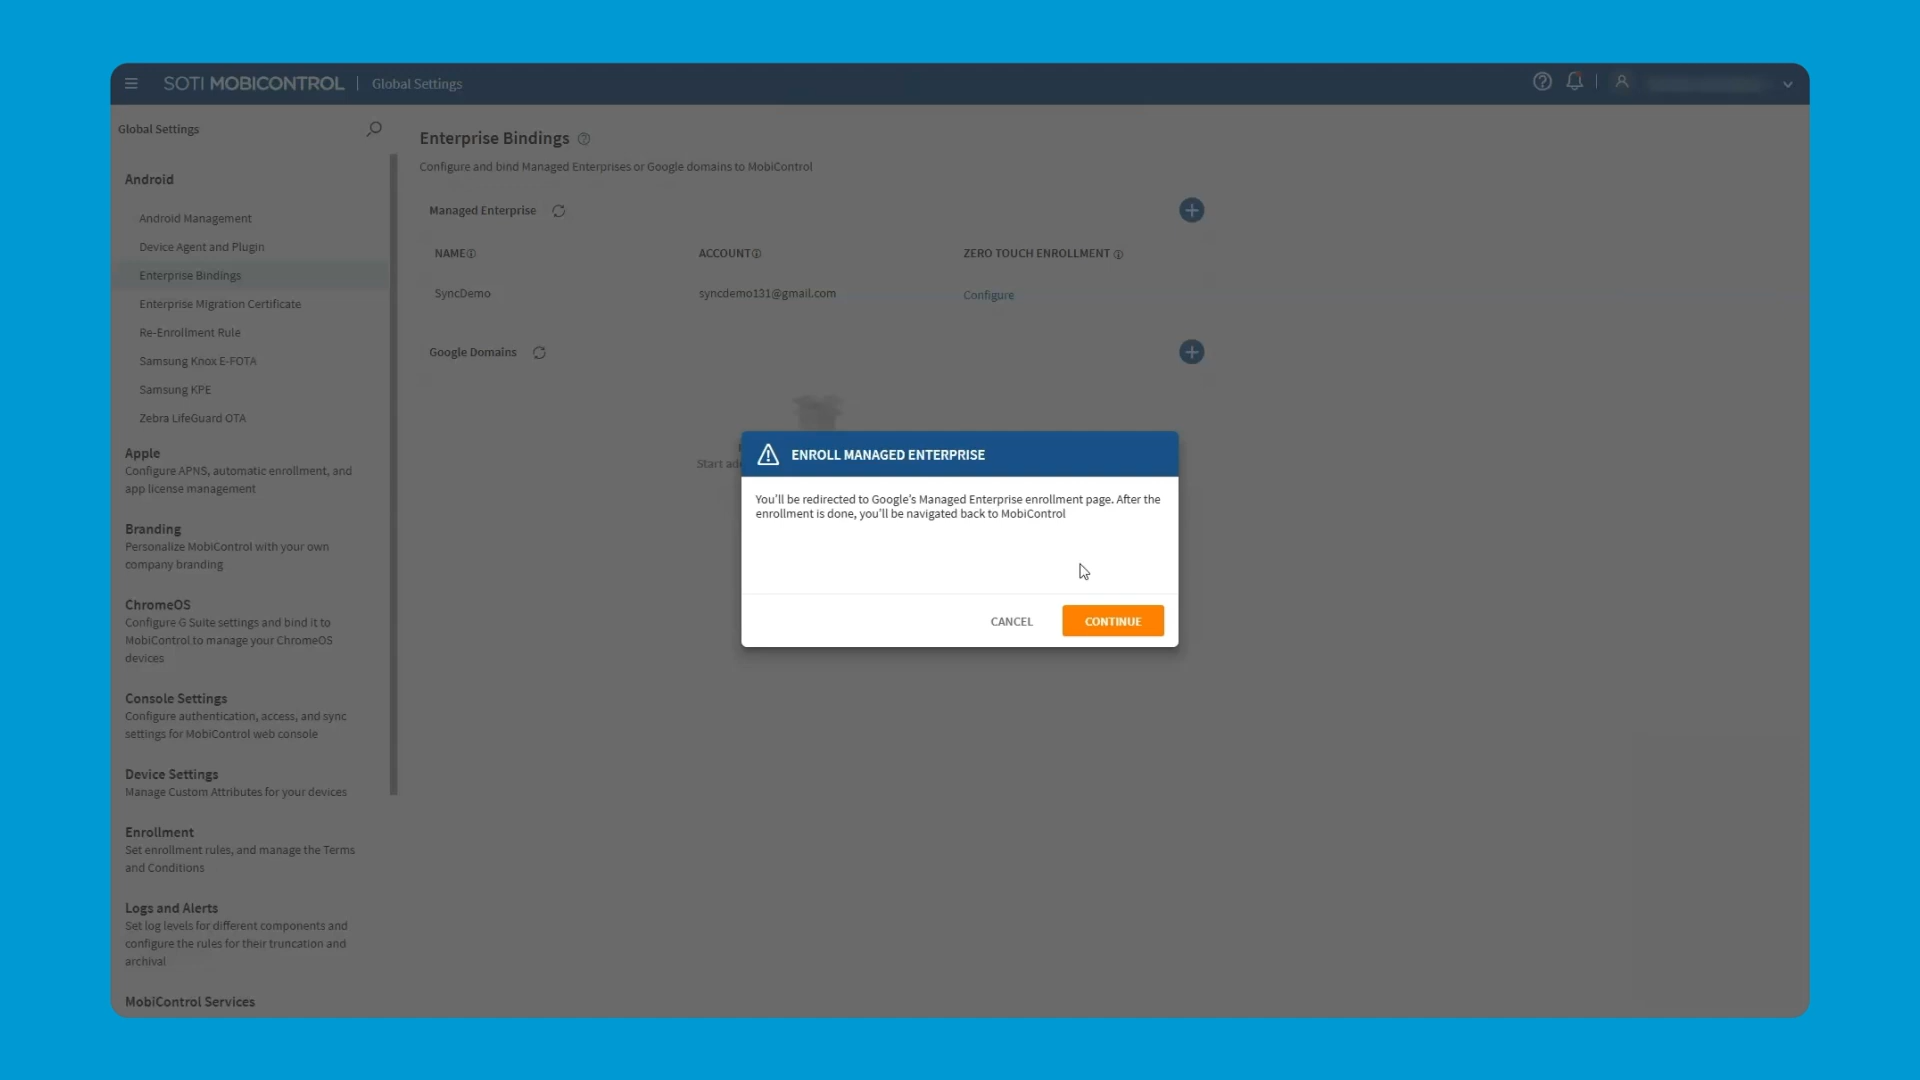 SOTI MOBICONTROL | Global Settings
Global Settings
Android
Android Management
Device Agent and Plugin
Enterprise Bindings
Enterprise Migration Certificate
Re-Enrollment Rule
Samsung Knox E-FOTA
Samsung KPE
Zebra LifeGuard OTA
Apple
Configure APNS, automatic enrollment, and
app license management
Branding
Personalize MobiControl with your own
company branding
ChromeOS
Configure G Suite settings and bind it to
MobiControl to manage your ChromeOS
devices
Console Settings
Configure authentication, access, and sync
settings for MobiControl web console
Device Settings
Manage Custom Attributes for your devices
Enrollment
Set enrollment rules, and manage the Terms
and Conditions
Logs and Alerts
Set log levels for different components and
configure the rules for their truncation and
archival
MobiControl Services
Enterprise Bindings
Configure and bind Managed Enterprises or Google domains to MobiControl
Managed Enterprise
NAME ACCOUNT ZERO TOUCH ENROLLMENT
SyncDemo syncdemo131@gmail.com Configure
Google Domains
Start
ENROLL MANAGED ENTERPRISE
You'll be redirected to Google's Managed Enterprise enrollment page. After the
enrollment is done, you'll be navigated back to MobiControl
CANCEL CONTINUE